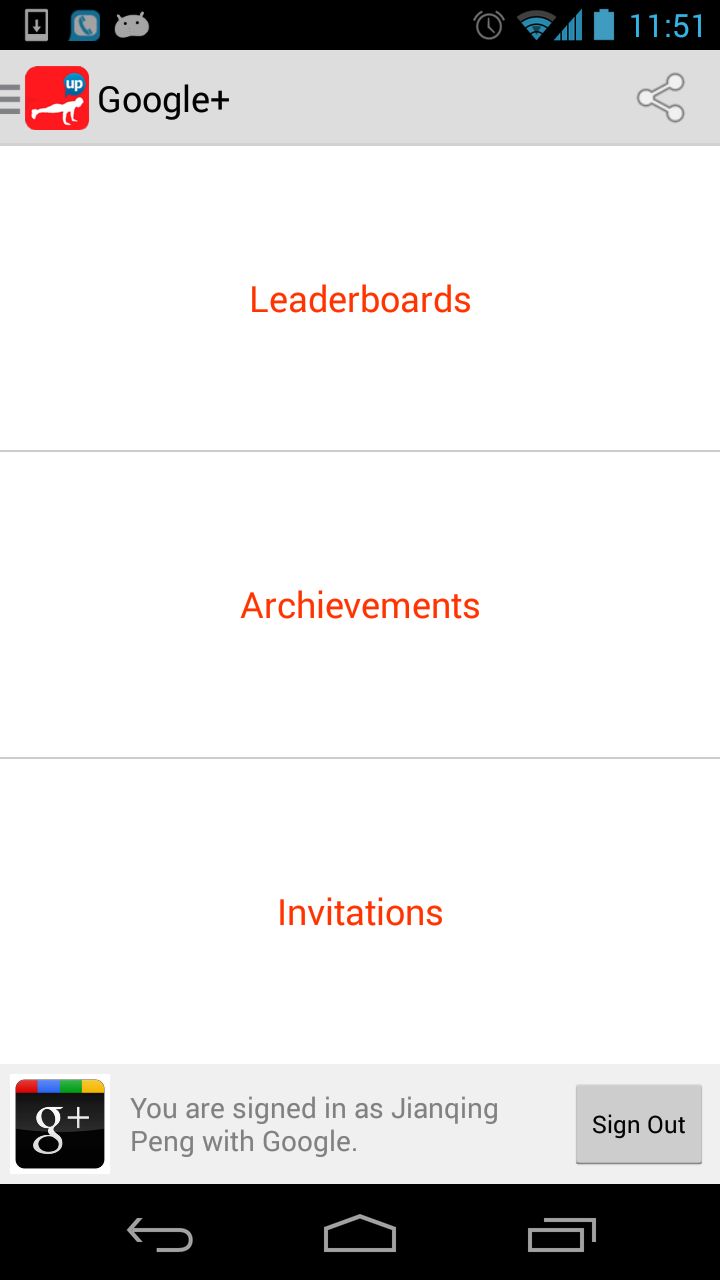 11:51
up
Google+
Leaderboards
Archievements
Invitations
g+
You are signed in as Jianqing
Peng with Google.
Sign Out